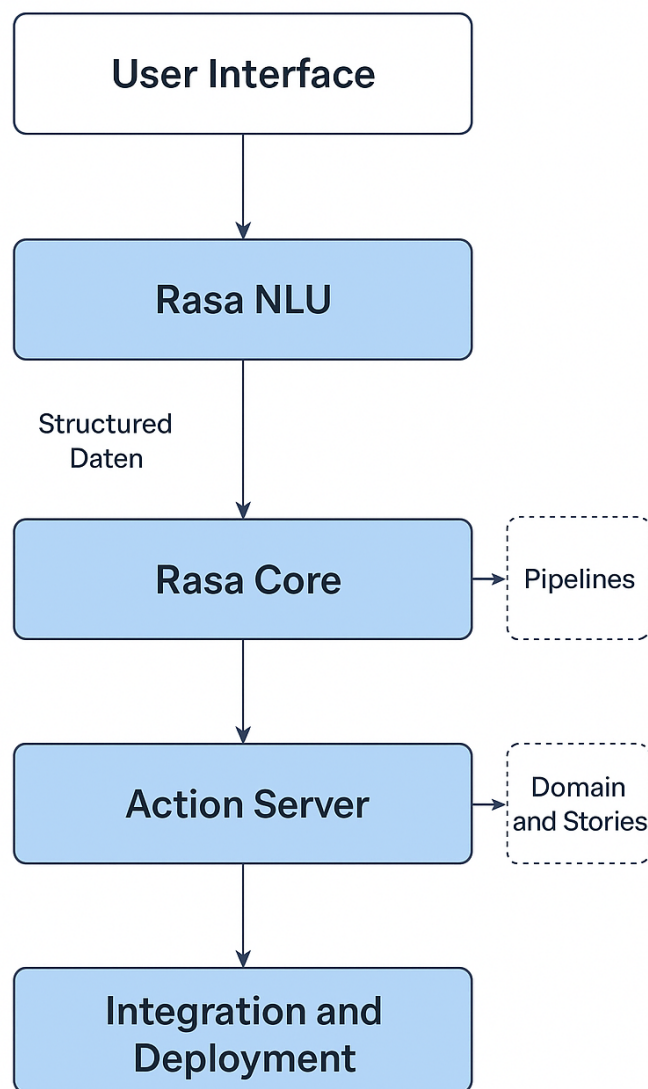 User Interface
Rasa NLU
Structured
Daten
Rasa Core
Pipelines
Action Server
Domain
and Stories
Integration and
Deployment